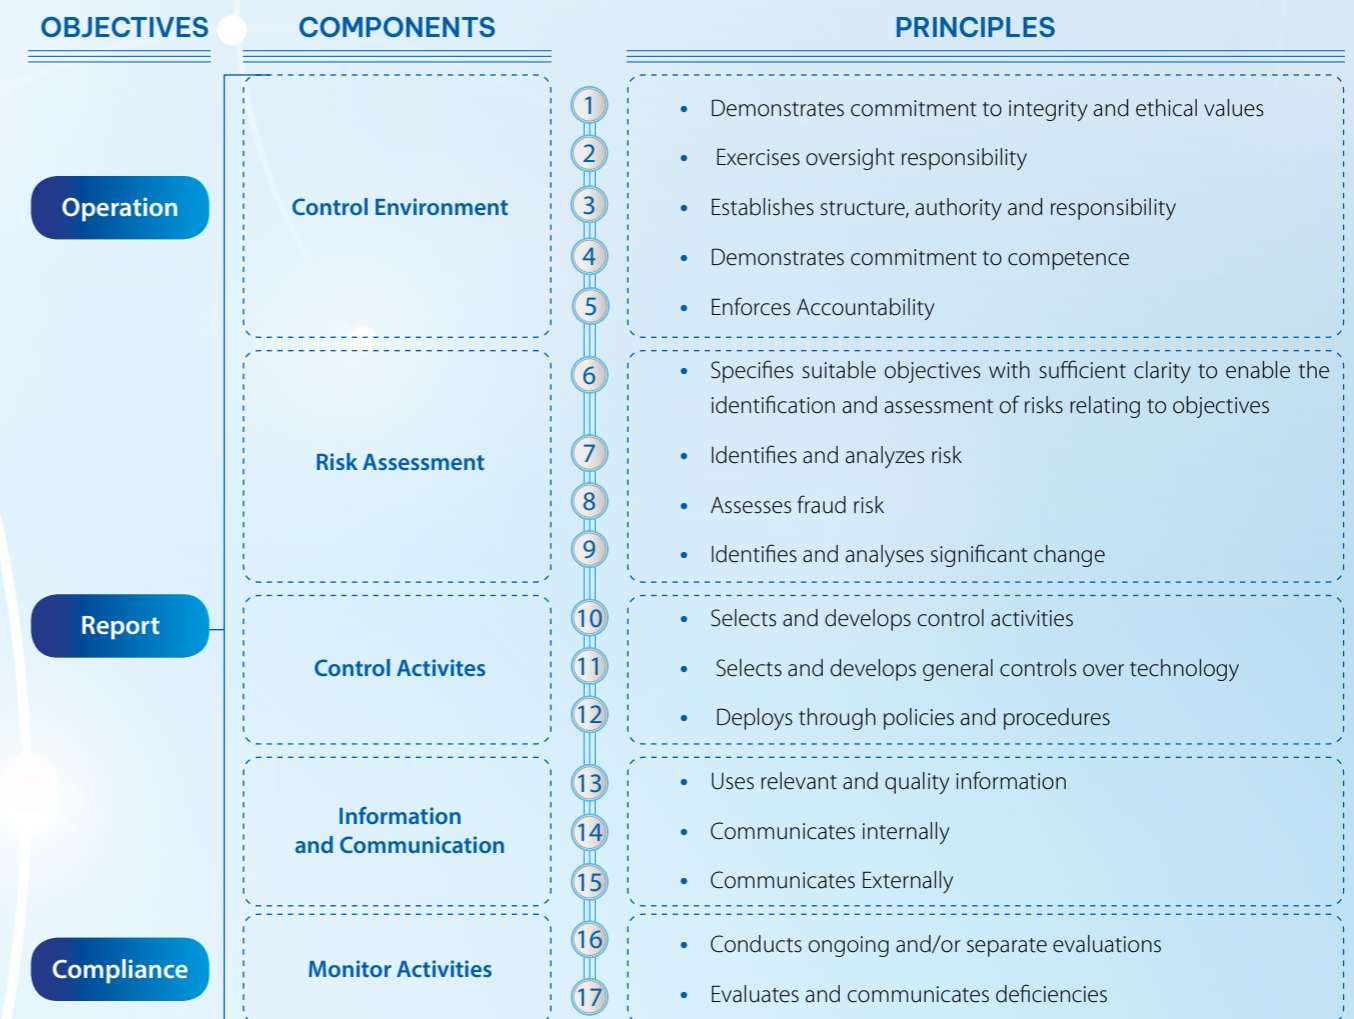 OBJECTIVES
COMPONENTS
PRINCIPLES
Operation
Control Environment
1
• Demonstrates commitment to integrity and ethical values
2
• Exercises oversight responsibility
3
• Establishes structure, authority and responsibility
4
• Demonstrates commitment to competence
5
• Enforces Accountability
Risk Assessment
6
• Specifies suitable objectives with sufficient clarity to enable the
identification and assessment of risks relating to objectives
7
• Identifies and analyzes risk
8
• Assesses fraud risk
9
• Identifies and analyses significant change
Report
Control Activites
10
• Selects and develops control activities
11
• Selects and develops general controls over technology
12
• Deploys through policies and procedures
Information
and Communication
13
• Uses relevant and quality information
14
• Communicates internally
15
• Communicates Externally
Compliance
Monitor Activities
16
• Conducts ongoing and/or separate evaluations
17
• Evaluates and communicates deficiencies